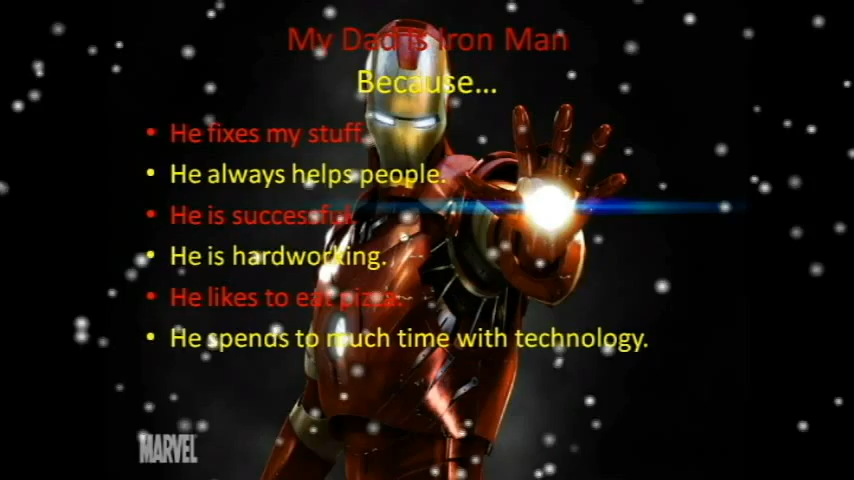 My Dad is Iron Man
Because...
• He fixes my stuff.
• He always helps people.
• He is successful.
• He is hardworking.
• He likes to eat pizza.
• He spends to much time with technology.
MARVEL